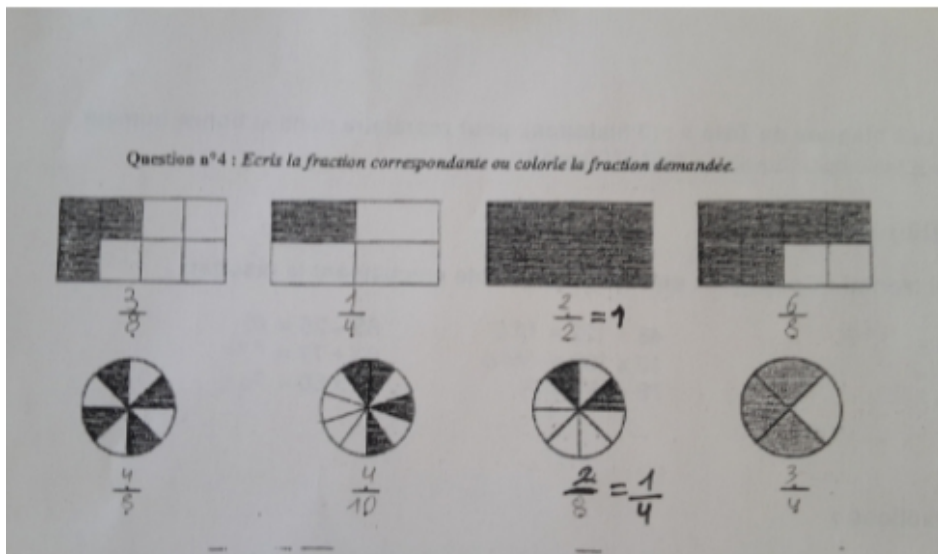 Question n°4 : Ecris la fraction correspondante ou colorie la fraction demandée.
3/8 1/4 2/2 = 1 6/8
4/8 4/10 2/8 = 1/4 3/4